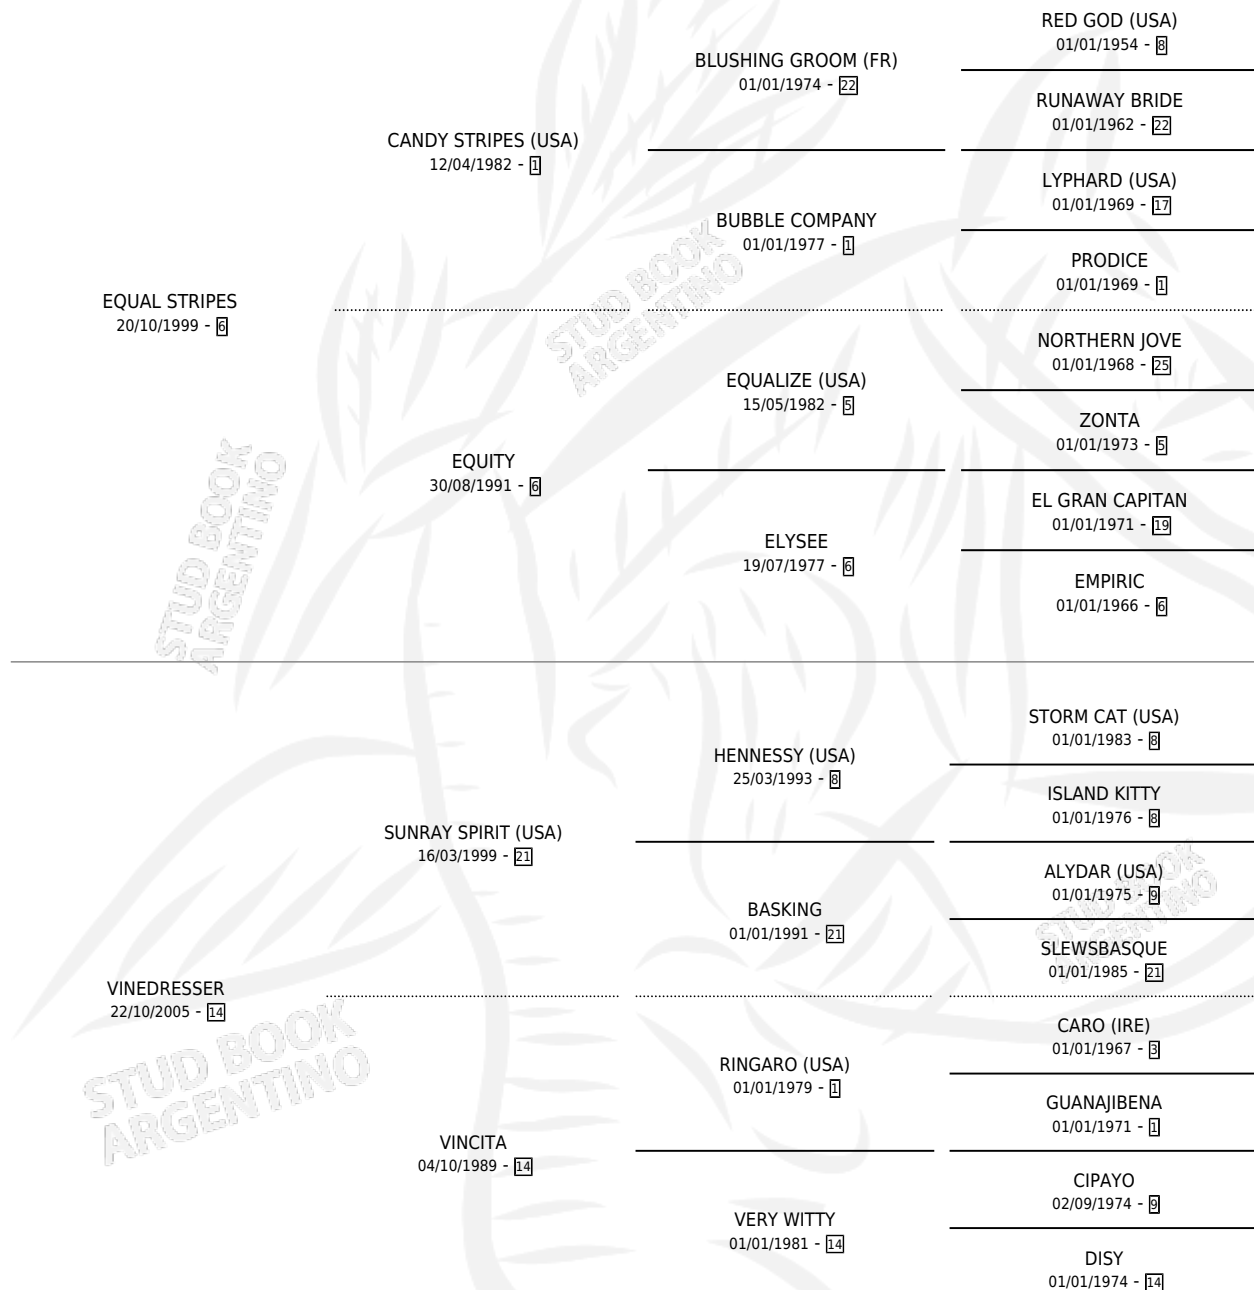 RED GOD (USA)
01/01/1954 - 8
BLUSHING GROOM (FR)
01/01/1974 - 22
RUNAWAY BRIDE
01/01/1962 - 22
CANDY STRIPES (USA)
12/04/1982 - 1
LYPHARD (USA)
01/01/1969 - 17
BUBBLE COMPANY
01/01/1977 - 1
PRODICE
01/01/1969 - 1
EQUAL STRIPES
20/10/1999 - 6
STUD BOOK
ARGENTINO
NORTHERN JOVE
01/01/1968 - 25
EQUALIZE (USA)
15/05/1982 - 5
ZONTA
01/01/1973 - 5
EQUITY
30/08/1991 - 6
EL GRAN CAPITAN
01/01/1971 - 19
ELYSEE
19/07/1977 - 6
EMPIRIC
01/01/1966 - 6
STUD BOOK
ARGENTINO
STORM CAT (USA)
01/01/1983 - 8
HENNESSY (USA)
25/03/1993 - 8
ISLAND KITTY
01/01/1976 - 8
SUNRAY SPIRIT (USA)
16/03/1999 - 21
ALYDAR (USA)
01/01/1975 - 9
BASKING
01/01/1991 - 21
SLEWSBASQUE
01/01/1985 - 21
STUD BOOK
ARGENTINO
VINEDRESSER
22/10/2005 - 14
CARO (IRE)
01/01/1967 - 3
RINGARO (USA)
01/01/1979 - 1
GUANAJIBENA
01/01/1971 - 1
STUD BOOK
ARGENTINO
VINCITA
04/10/1989 - 14
CIPAYO
02/09/1974 - 9
VERY WITTY
01/01/1981 - 14
DISY
01/01/1974 - 14